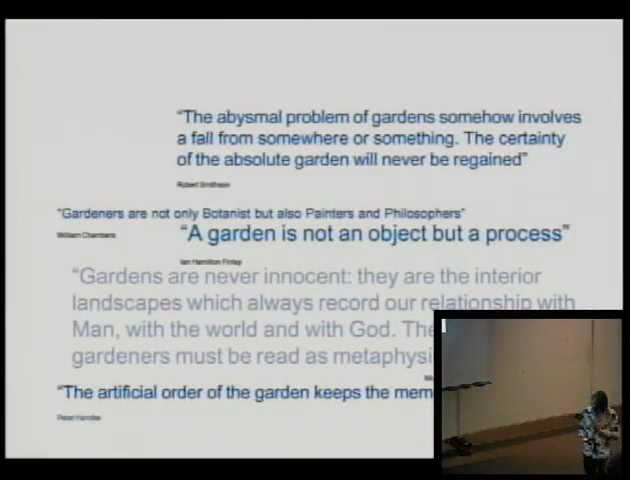 "The abysmal problem of gardens somehow involves
a fall from somewhere or something. The certainty
of the absolute garden will never be regained"
Robert Smithson
"Gardeners are not only Botanist but also Painters and Philosophers"
William Chambers
"A garden is not an object but a process"
Ian Hamilton Finlay
"Gardens are never innocent: they are the interior
landscapes which always record our relationship with
Man, with the world and with God. The
gardeners must be read as metaphysi
"The artificial order of the garden keeps the mem
Peter Handke